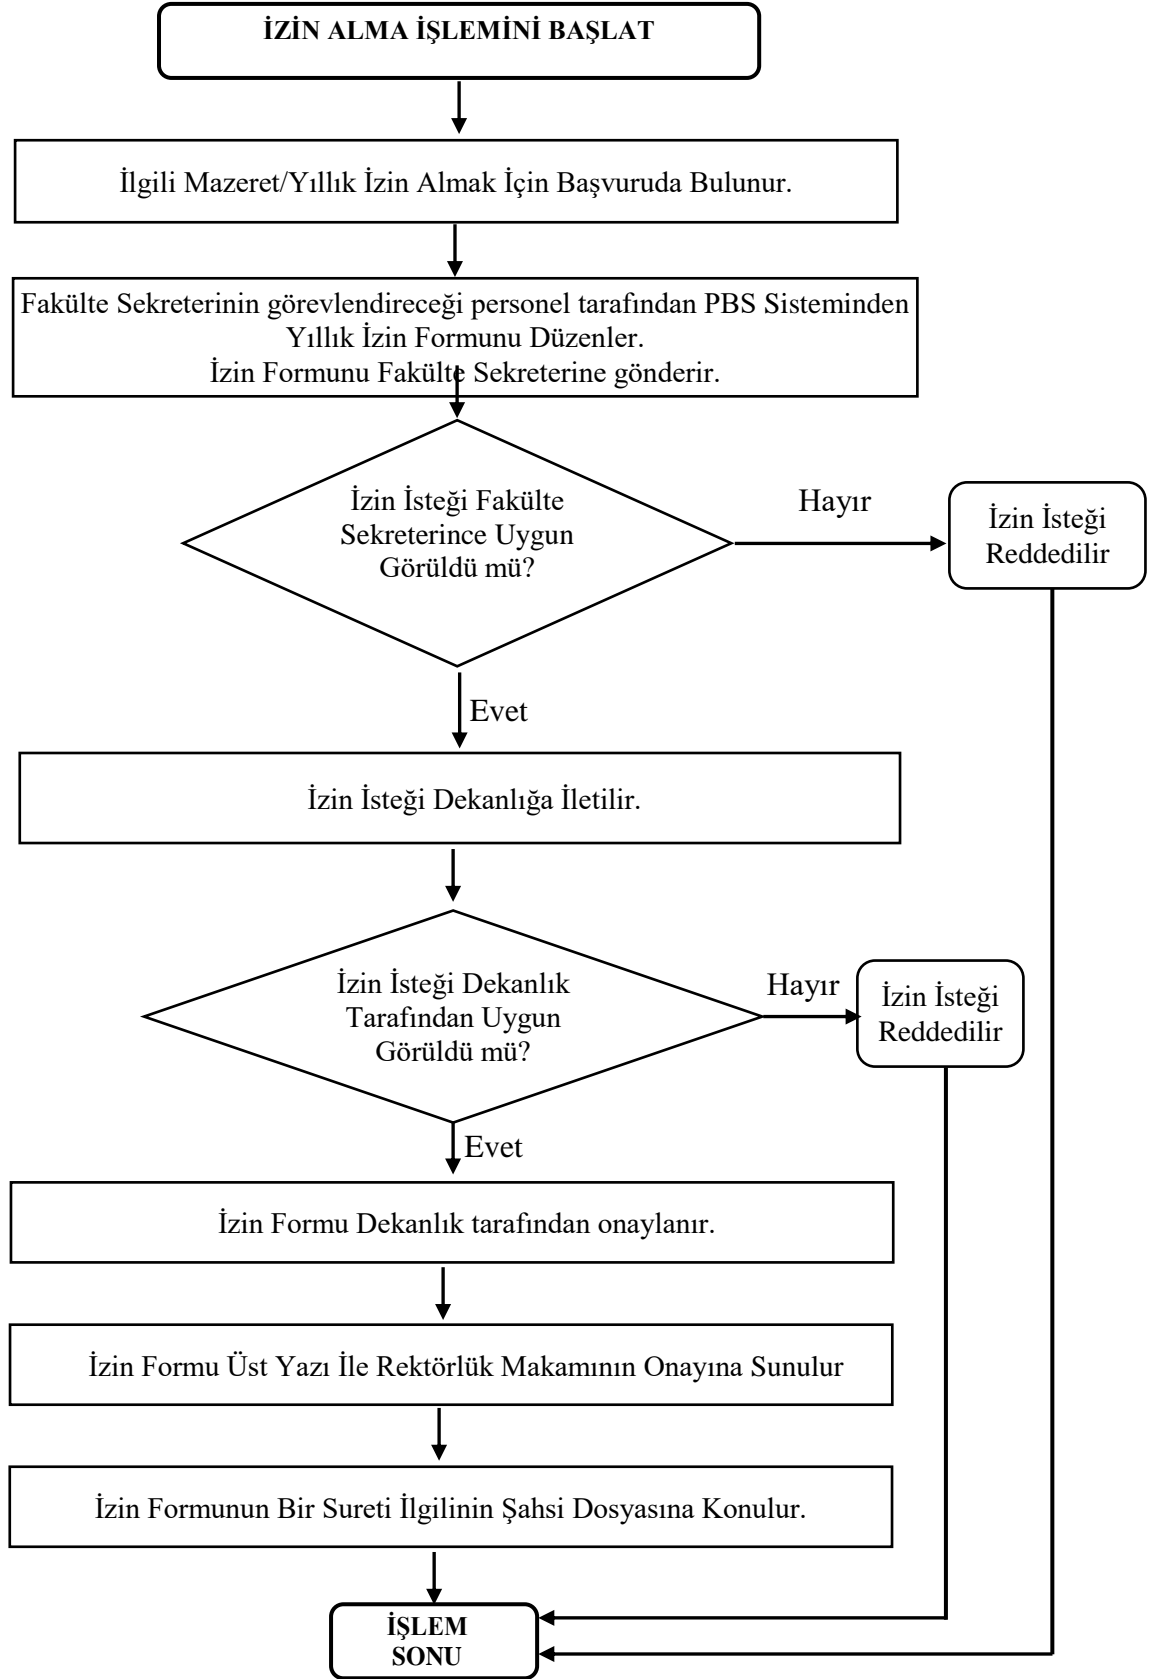 İZİN ALMA İŞLEMİNİ BAŞLAT
İlgili Mazeret/Yıllık İzin Almak İçin Başvuruda Bulunur.
Fakülte Sekreterinin görevlendireceği personel tarafından PBS Sisteminden
Yıllık İzin Formunu Düzenler.
İzin Formunu Fakülte Sekreterine gönderir.
İzin İsteği Fakülte
Sekreterince Uygun
Görüldü mü?
Hayır
İzin İsteği
Reddedilir
Evet
İzin İsteği Dekanlığa İletilir.
İzin İsteği Dekanlık
Tarafından Uygun
Görüldü mü?
Hayır
İzin İsteği
Reddedilir
Evet
İzin Formu Dekanlık tarafından onaylanır.
İzin Formu Üst Yazı İle Rektörlük Makamının Onayına Sunulur
İzin Formunun Bir Sureti İlgilinin Şahsi Dosyasına Konulur.
İŞLEM
SONU